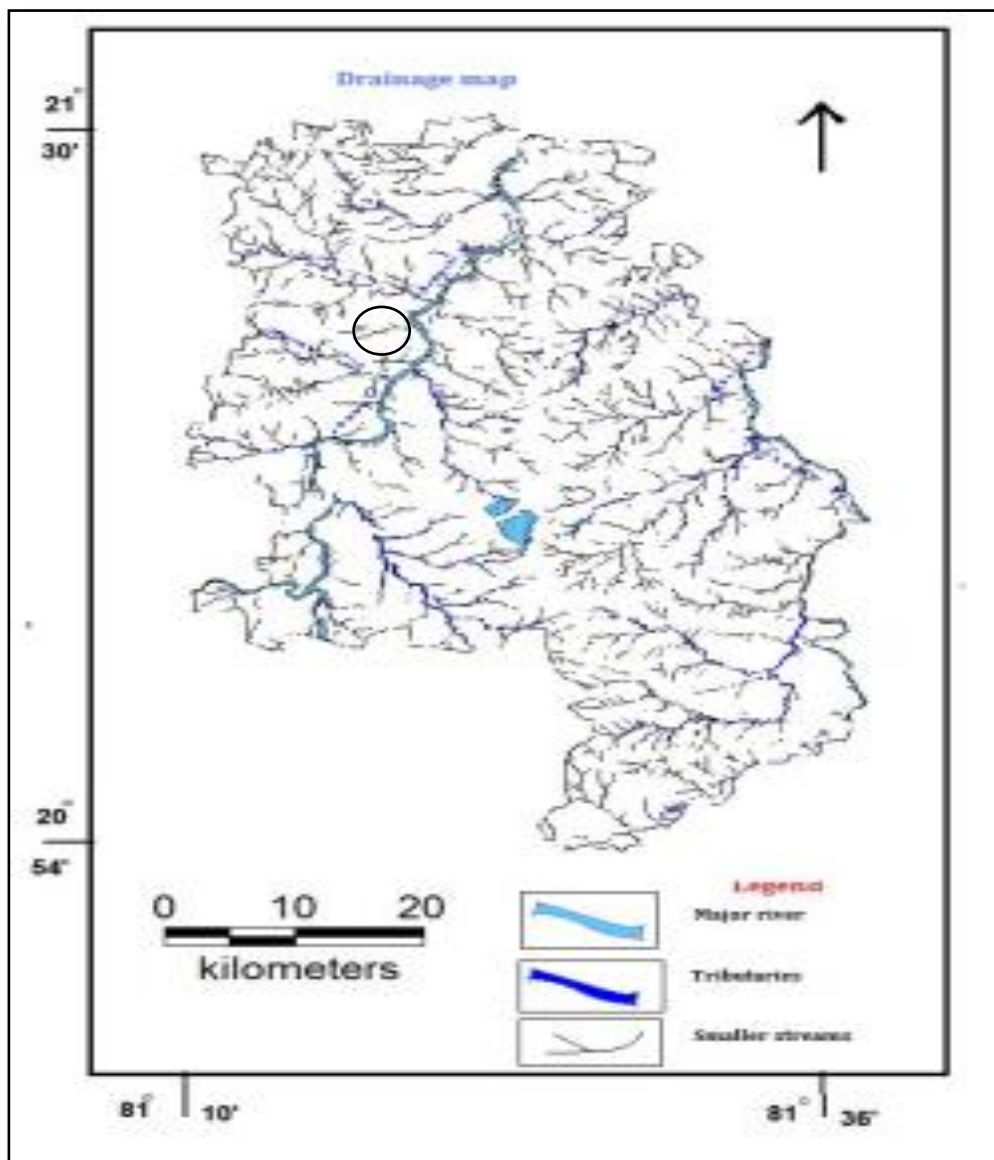 Drainage map
21°
30'
20°
54'
0 10 20
kilometers
Legend
Major river
Tributaries
Smaller streams
81° 10'
81° 36'